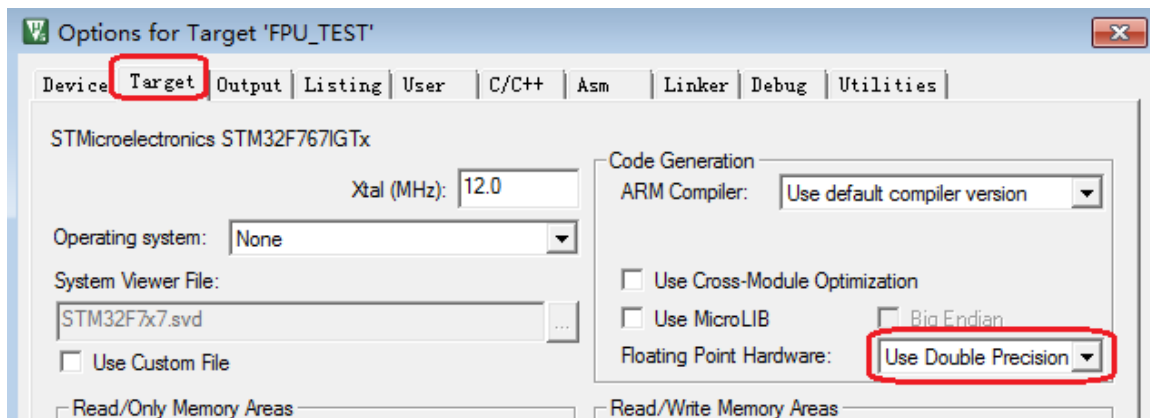 Options for Target 'FPU_TEST'
Device Target Output Listing User C/C++ Asm Linker Debug Utilities
STMicroelectronics STM32F767IGTx
Xtal (MHz): 12.0
Operating system: None
System Viewer File:
STM32F7x7.svd
...
Use Custom File
Read/Only Memory Areas
Code Generation
ARM Compiler: Use default compiler version
Use Cross-Module Optimization
Use MicroLIB Big Endian
Floating Point Hardware: Use Double Precision
Read/Write Memory Areas